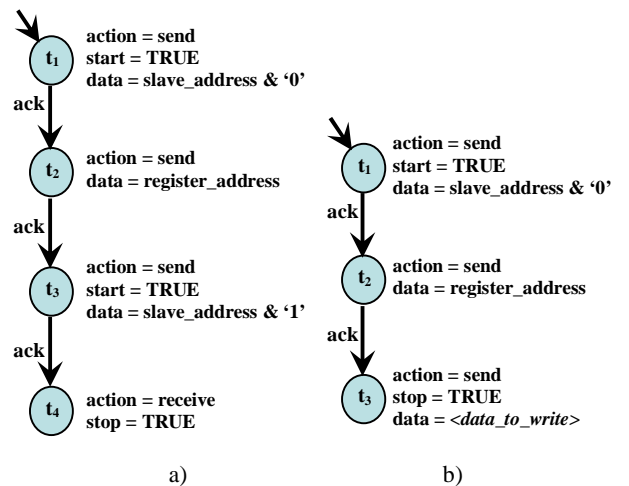 t1
action = send
start = TRUE
data = slave_address & ‘0’
ack
t2
action = send
data = register_address
ack
t3
action = send
start = TRUE
data = slave_address & ‘1’
ack
t4
action = receive
stop = TRUE
a)
t1
action = send
start = TRUE
data = slave_address & ‘0’
ack
t2
action = send
data = register_address
ack
t3
action = send
stop = TRUE
data = <data_to_write>
b)